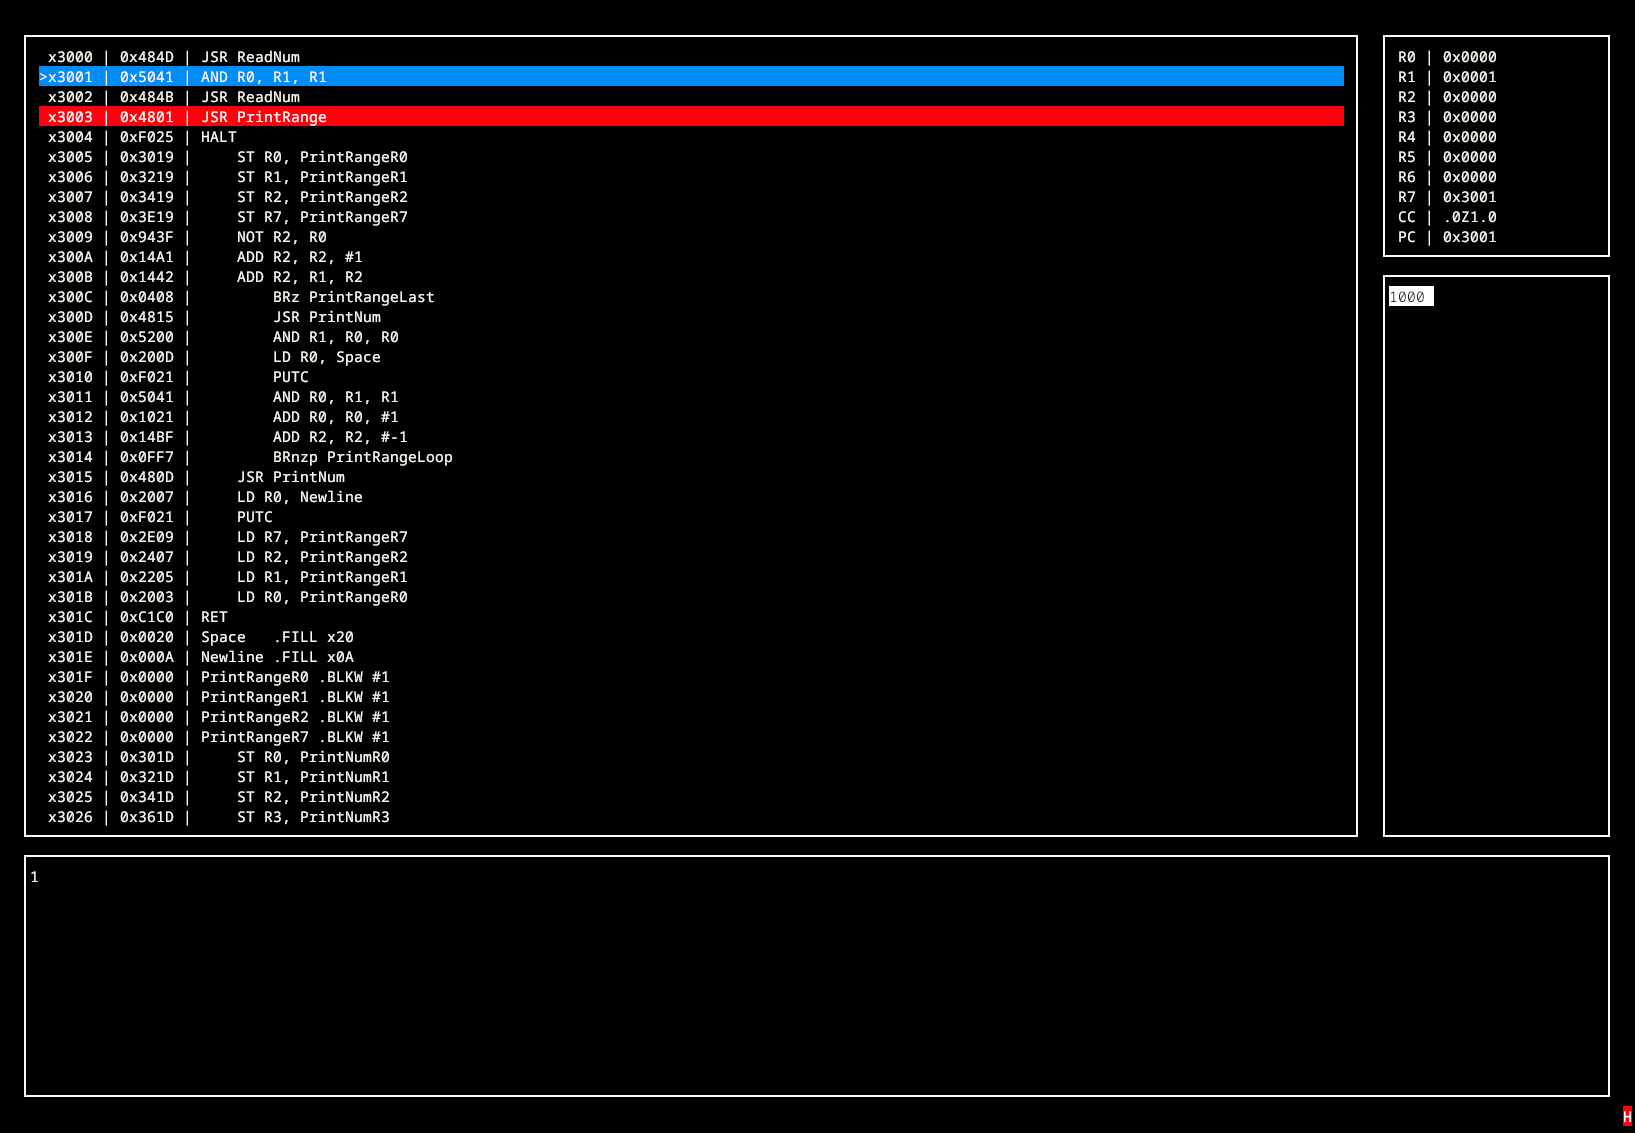 x3000 | 0x484D | JSR ReadNum
>x3001 | 0x5041 | AND R0, R1, R1
x3002 | 0x484B | JSR ReadNum
x3003 | 0x4801 | JSR PrintRange
x3004 | 0xF025 | HALT
x3005 | 0x3019 |     ST R0, PrintRangeR0
x3006 | 0x3219 |     ST R1, PrintRangeR1
x3007 | 0x3419 |     ST R2, PrintRangeR2
x3008 | 0x3E19 |     ST R7, PrintRangeR7
x3009 | 0x943F |     NOT R2, R0
x300A | 0x14A1 |     ADD R2, R2, #1
x300B | 0x1442 |     ADD R2, R1, R2
x300C | 0x0408 |         BRz PrintRangeLast
x300D | 0x4815 |         JSR PrintNum
x300E | 0x5200 |         AND R1, R0, R0
x300F | 0x200D |         LD R0, Space
x3010 | 0xF021 |         PUTC
x3011 | 0x5041 |         AND R0, R1, R1
x3012 | 0x1021 |         ADD R0, R0, #1
x3013 | 0x14BF |         ADD R2, R2, #-1
x3014 | 0x0FF7 |         BRnzp PrintRangeLoop
x3015 | 0x480D |     JSR PrintNum
x3016 | 0x2007 |     LD R0, Newline
x3017 | 0xF021 |     PUTC
x3018 | 0x2E09 |     LD R7, PrintRangeR7
x3019 | 0x2407 |     LD R2, PrintRangeR2
x301A | 0x2205 |     LD R1, PrintRangeR1
x301B | 0x2003 |     LD R0, PrintRangeR0
x301C | 0xC1C0 | RET
x301D | 0x0020 | Space   .FILL x20
x301E | 0x000A | Newline .FILL x0A
x301F | 0x0000 | PrintRangeR0 .BLKW #1
x3020 | 0x0000 | PrintRangeR1 .BLKW #1
x3021 | 0x0000 | PrintRangeR2 .BLKW #1
x3022 | 0x0000 | PrintRangeR7 .BLKW #1
x3023 | 0x301D |     ST R0, PrintNumR0
x3024 | 0x321D |     ST R1, PrintNumR1
x3025 | 0x341D |     ST R2, PrintNumR2
x3026 | 0x361D |     ST R3, PrintNumR3
R0 | 0x0000
R1 | 0x0001
R2 | 0x0000
R3 | 0x0000
R4 | 0x0000
R5 | 0x0000
R6 | 0x0000
R7 | 0x3001
CC | .0Z1.0
PC | 0x3001
1000
1
H